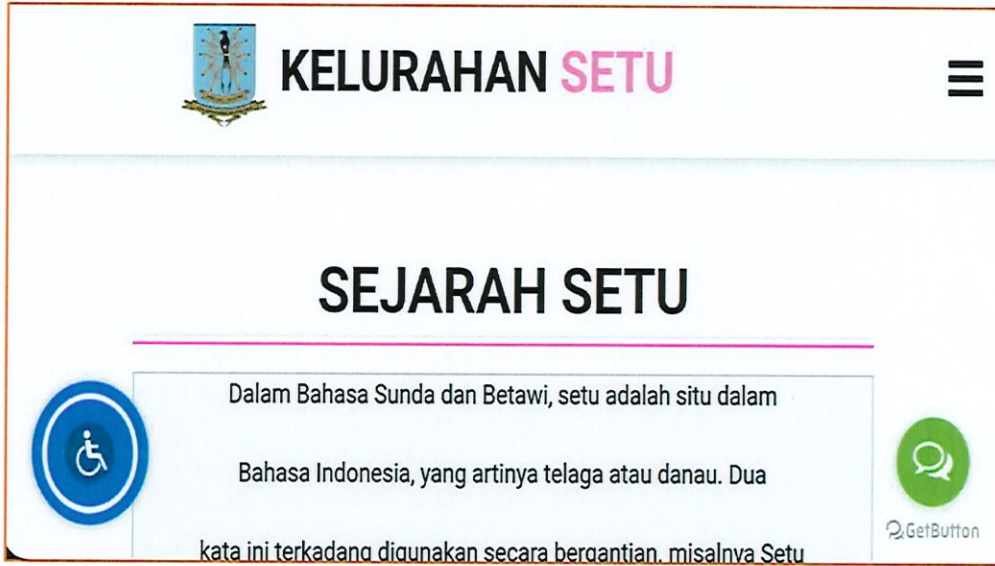 KELURAHAN SETU
SEJARAH SETU
Dalam Bahasa Sunda dan Betawi, setu adalah situ dalam
Bahasa Indonesia, yang artinya telaga atau danau. Dua
kata ini terkadang digunakan secara bergantian, misalnya Setu
GetButton